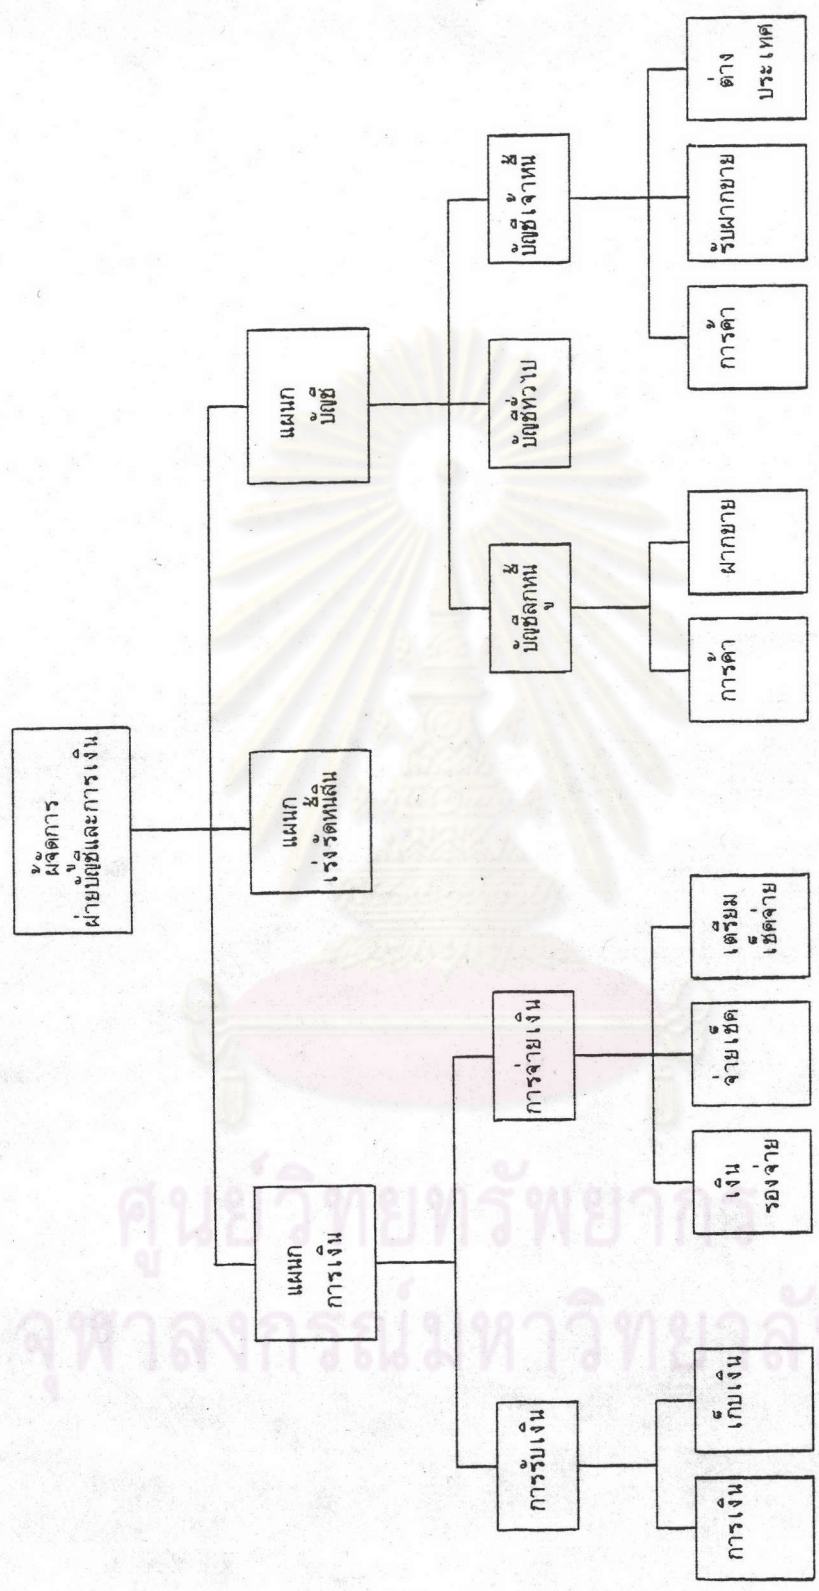 ผู้จัดการ
ฝ่ายบัญชีและการเงิน
แผนก
การเงิน
แผนก
เร่งรัดหนี้สิน
แผนก
บัญชี
การรับเงิน
การจ่ายเงิน
บัญชีลูกหนี้
บัญชีทั่วไป
บัญชีเจ้าหนี้
การเงิน
เก็บเงิน
เงิน
รองจ่าย
จ่ายเช็ค
เตรียม
เช็คจ่าย
การค้า
ฝากขาย
การค้า
รับฝากขาย
ต่าง
ประเทศ
ศูนย์วิทยทรัพยากร
จุฬาลงกรณ์มหาวิทยาลัย